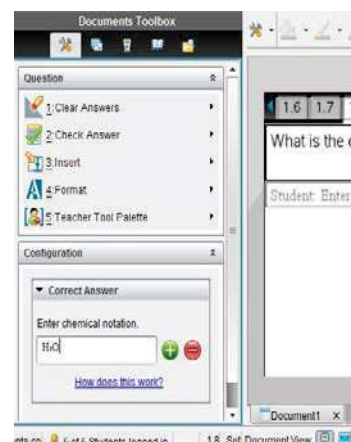 Documents Toolbox
Question
1:Clear Answers
2:Check Answer
3:Insert
4:Format
5:Teacher Tool Palette
Configuration
Correct Answer
Enter chemical notation.
H₂O
How does this work?
1.6 1.7
What is the
Student: Enter
Document1 x
6 of 6 Students logged in
1.8 Set Document View